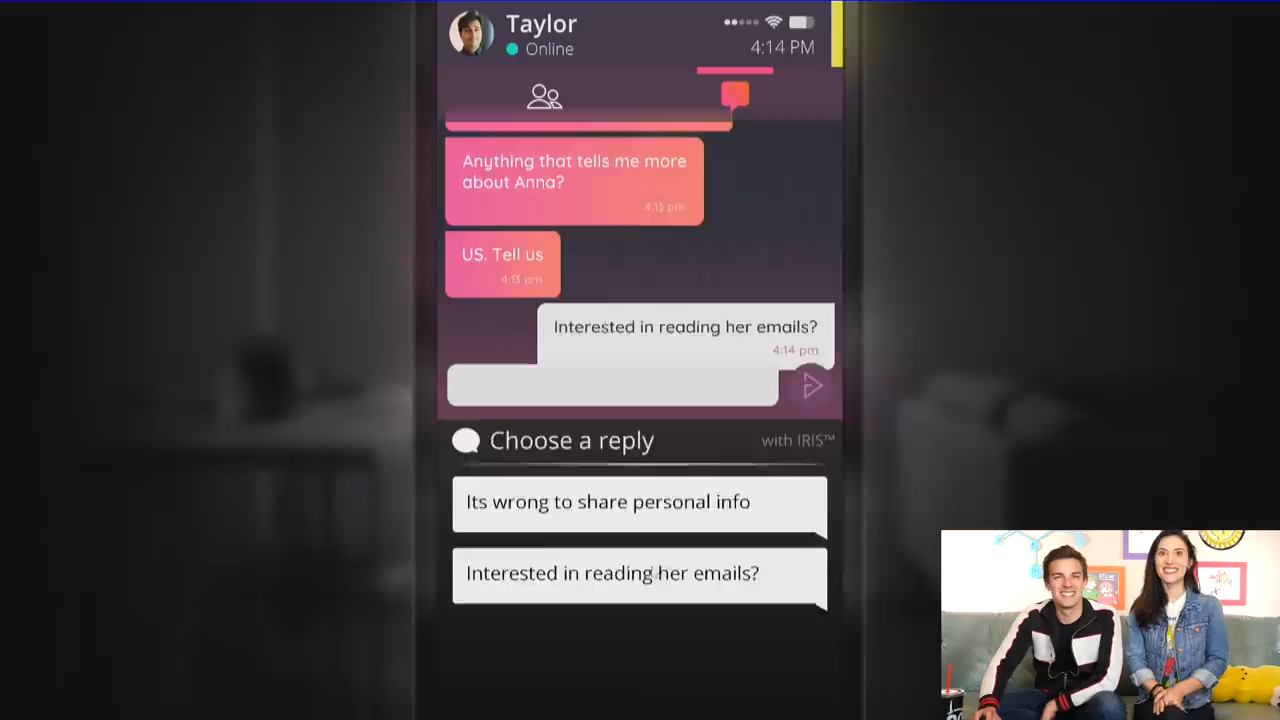 Taylor
Online
4:14 PM
Anything that tells me more
about Anna?
4:13 pm
US. Tell us
4:13 pm
Interested in reading her emails?
4:14 pm
Choose a reply
with IRIS™
Its wrong to share personal info
Interested in reading her emails?